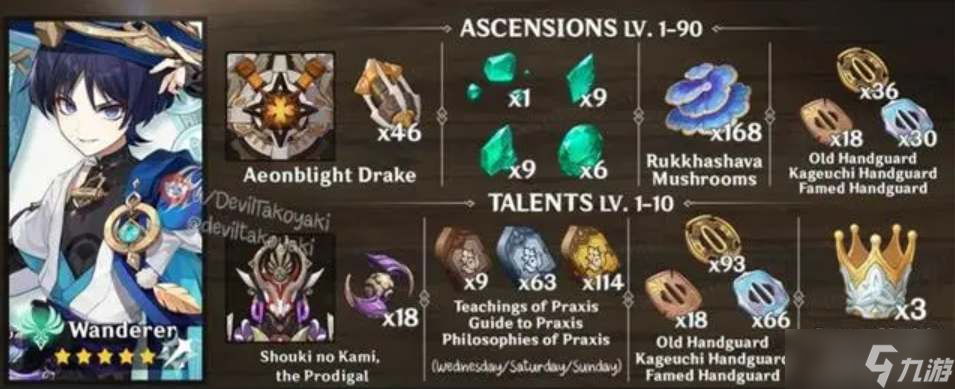 ASCENSIONS LV. 1-90
x46
Aeonblight Drake
x1
x9
x9
x6
x168
Rukkhashava
Mushrooms
x36
x18
x30
Old Handguard
Kageuchi Handguard
Famed Handguard
TALENTS LV. 1-10
u/DevilTakoyaki
@deviltakoyaki
x18
Shouki no Kami,
the Prodigal
x9
x63
x114
Teachings of Praxis
Guide to Praxis
Philosophies of Praxis
(Wednesday/Saturday/Sunday)
x93
x18
x66
Old Handguard
Kageuchi Handguard
Famed Handguard
x3
Wanderer
九游